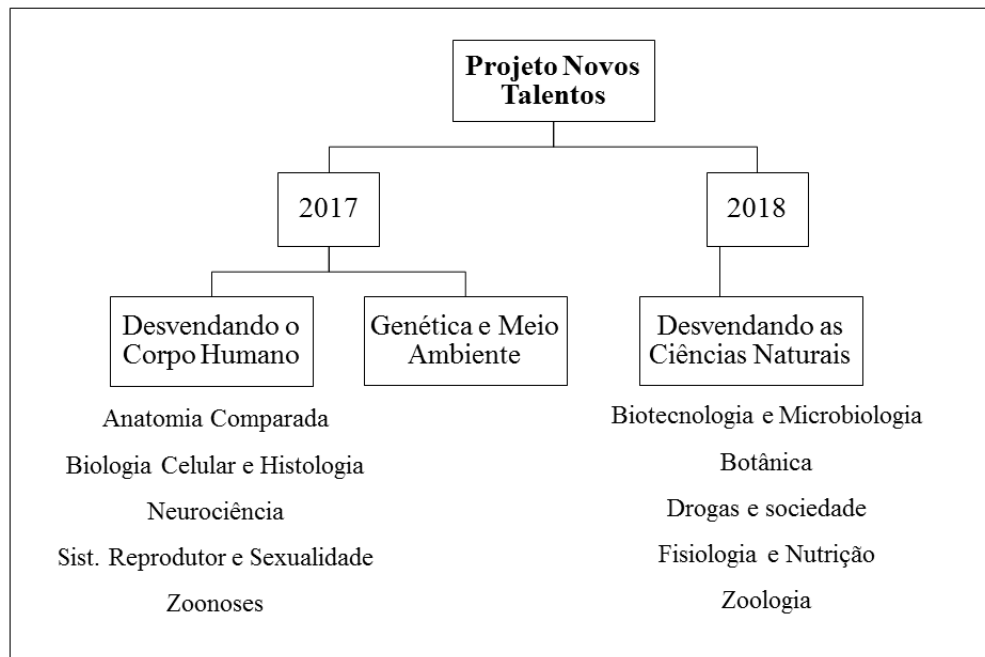 Projeto Novos
Talentos
2017
2018
Desvendando o
Corpo Humano
Genética e Meio
Ambiente
Desvendando as
Ciências Naturais
Anatomia Comparada
Biologia Celular e Histologia
Neurociência
Sist. Reprodutor e Sexualidade
Zoonoses
Biotecnologia e Microbiologia
Botânica
Drogas e sociedade
Fisiologia e Nutrição
Zoologia